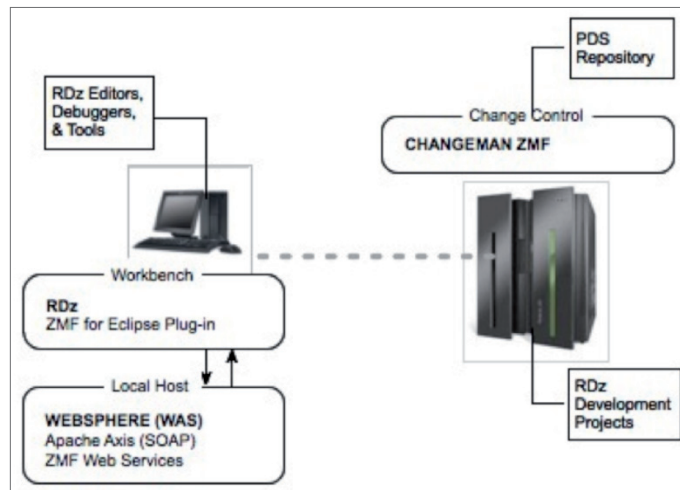 RDz Editors,
Debuggers,
& Tools
Workbench
RDz
ZMF for Eclipse Plug-in
Local Host
WEBSPHERE (WAS)
Apache Axis (SOAP)
ZMF Web Services
PDS
Repository
Change Control
CHANGEMAN ZMF
RDz
Development
Projects